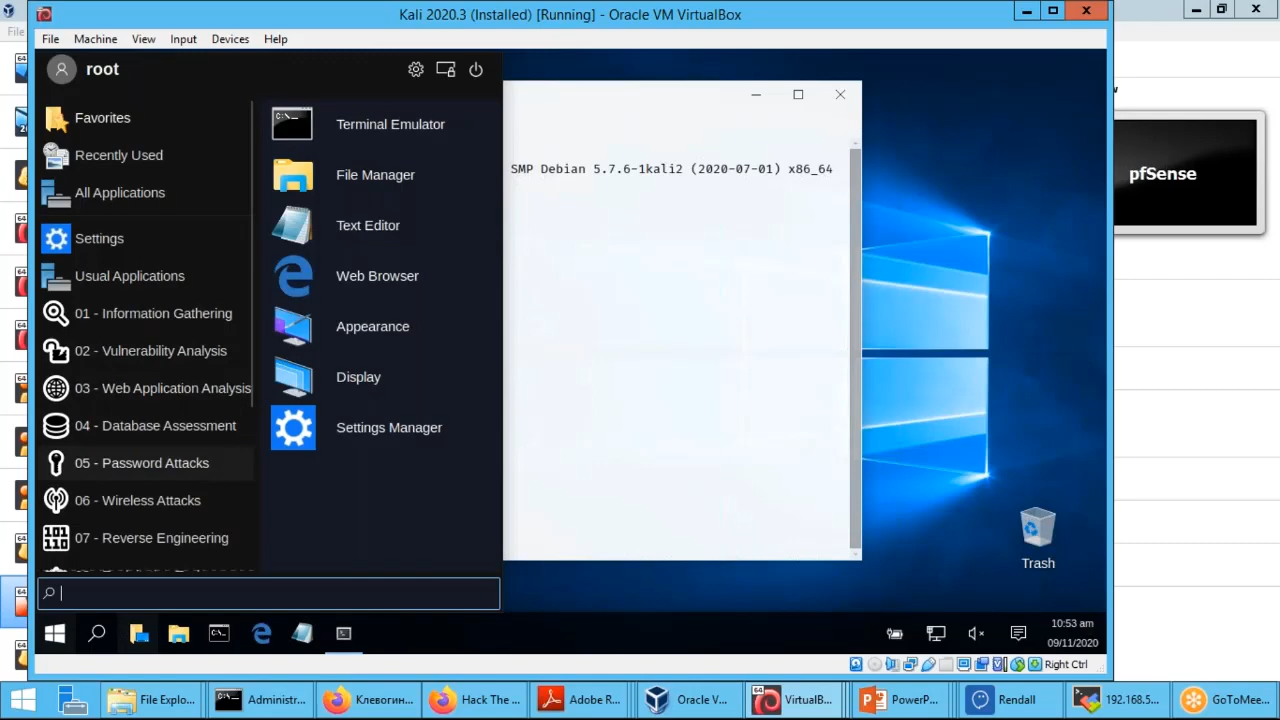 Kali 2020.3 (Installed) [Running] - Oracle VM VirtualBox
File Machine View Input Devices Help
root
Favorites
Recently Used
All Applications
Settings
Usual Applications
01 - Information Gathering
02 - Vulnerability Analysis
03 - Web Application Analysis
04 - Database Assessment
05 - Password Attacks
06 - Wireless Attacks
07 - Reverse Engineering
Terminal Emulator
File Manager
Text Editor
Web Browser
Appearance
Display
Settings Manager
SMP Debian 5.7.6-1kali2 (2020-07-01) x86_64
pfSense
Trash
10:53 am
09/11/2020
Right Ctrl
File Explo...
Administr...
Клевогин...
Hack The ...
Adobe R...
Oracle V...
VirtualB...
PowerP...
Rendall
192.168.5...
GoToMee...